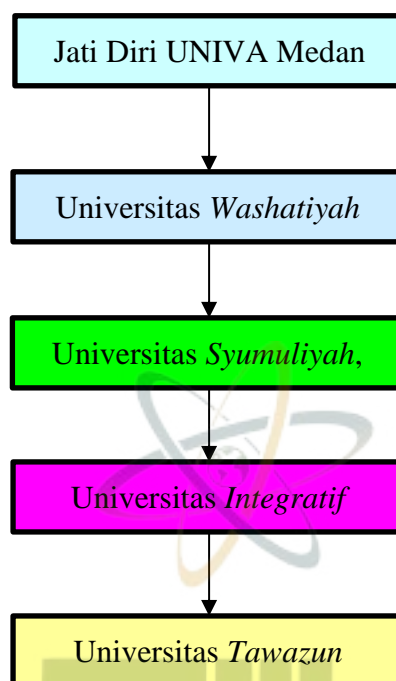 Jati Diri UNIVA Medan
Universitas Washatiyah
Universitas Syumuliyah,
Universitas Integratif
Universitas Tawazun